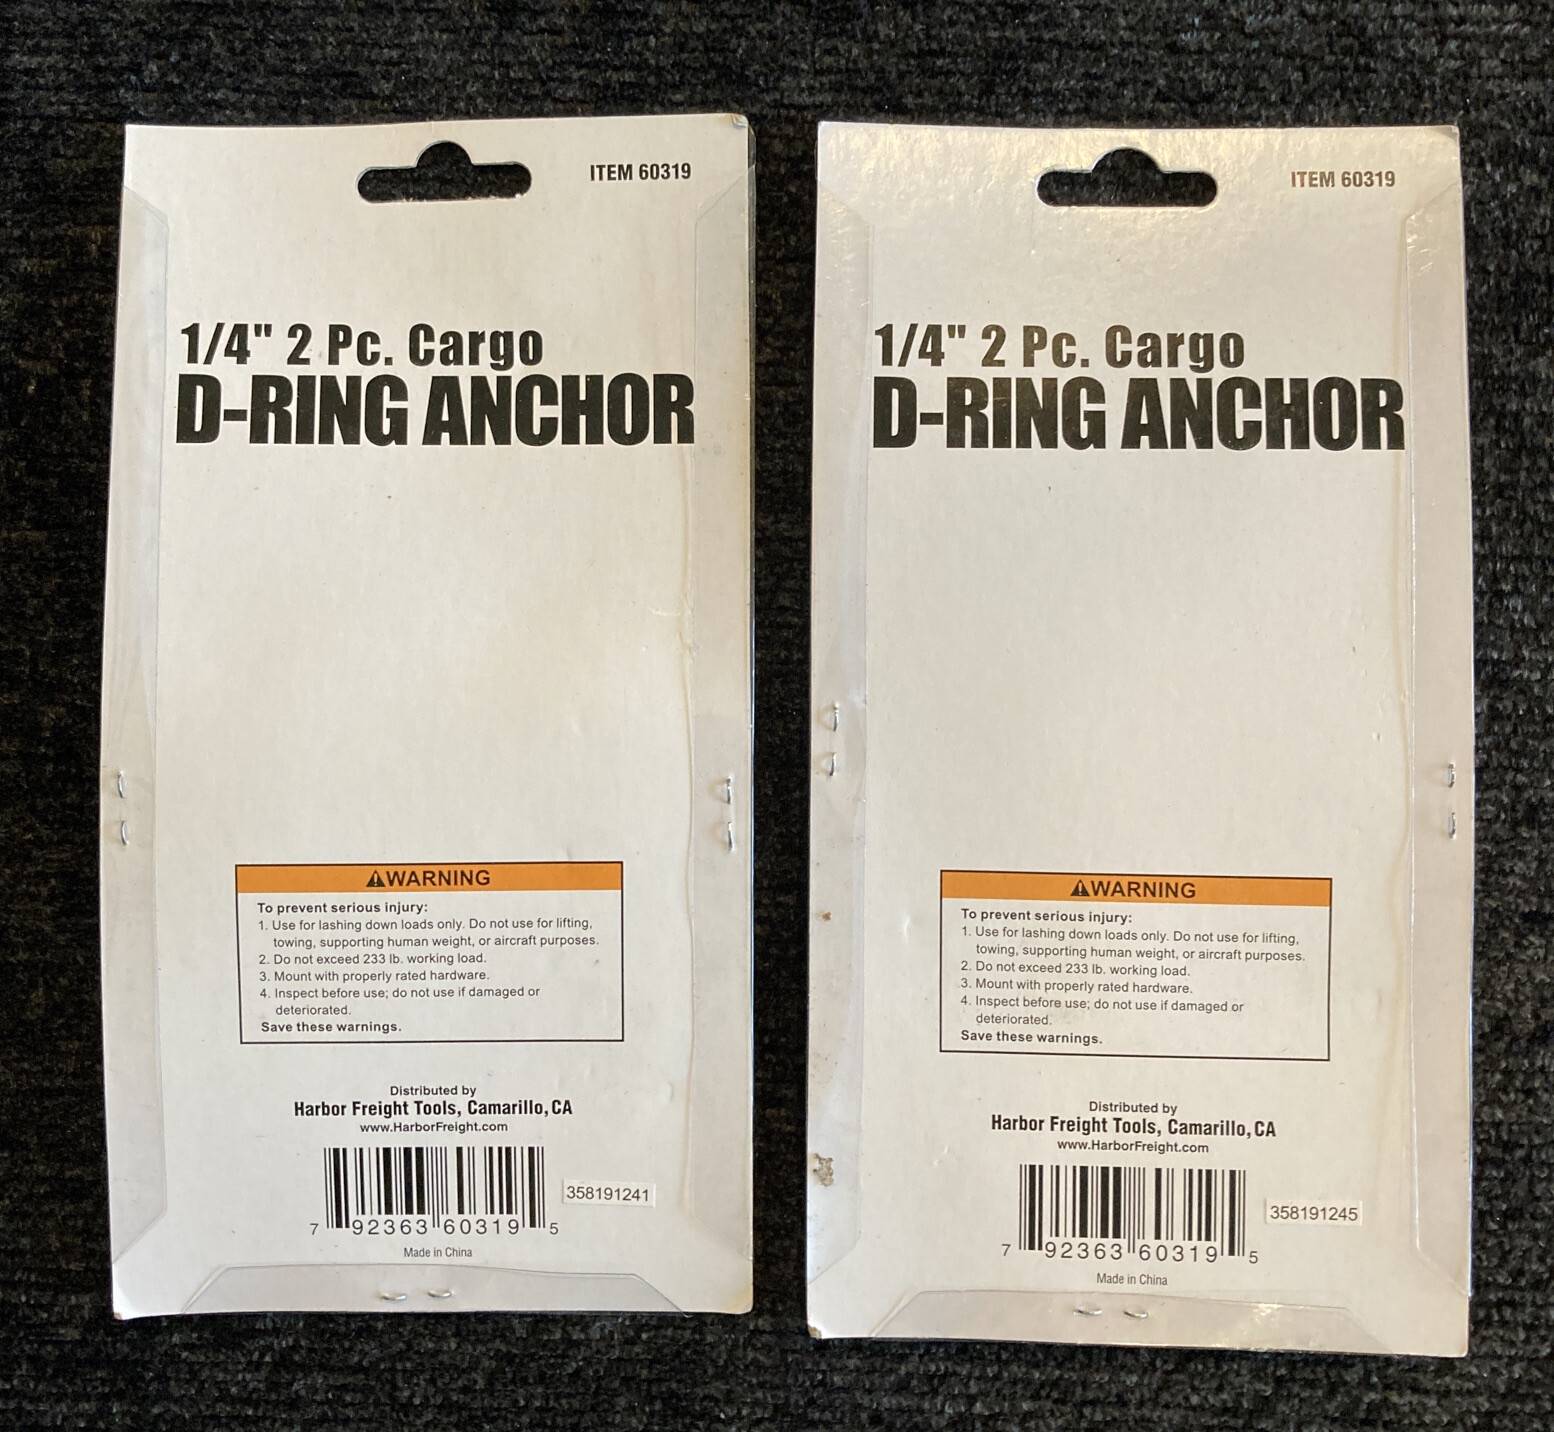 ITEM 60319
1/4" 2 Pc. Cargo
D-RING ANCHOR
⚠WARNING
To prevent serious injury:
1. Use for lashing down loads only. Do not use for lifting,
towing, supporting human weight, or aircraft purposes.
2. Do not exceed 233 lb. working load.
3. Mount with properly rated hardware.
4. Inspect before use; do not use if damaged or
deteriorated.
Save these warnings.
Distributed by
Harbor Freight Tools, Camarillo, CA
www.HarborFreight.com
358191241
7 92363 60319 5
Made in China
ITEM 60319
1/4" 2 Pc. Cargo
D-RING ANCHOR
⚠WARNING
To prevent serious injury:
1. Use for lashing down loads only. Do not use for lifting,
towing, supporting human weight, or aircraft purposes.
2. Do not exceed 233 lb. working load.
3. Mount with properly rated hardware.
4. Inspect before use; do not use if damaged or
deteriorated.
Save these warnings.
Distributed by
Harbor Freight Tools, Camarillo, CA
www.HarborFreight.com
358191245
7 92363 60319 5
Made in China